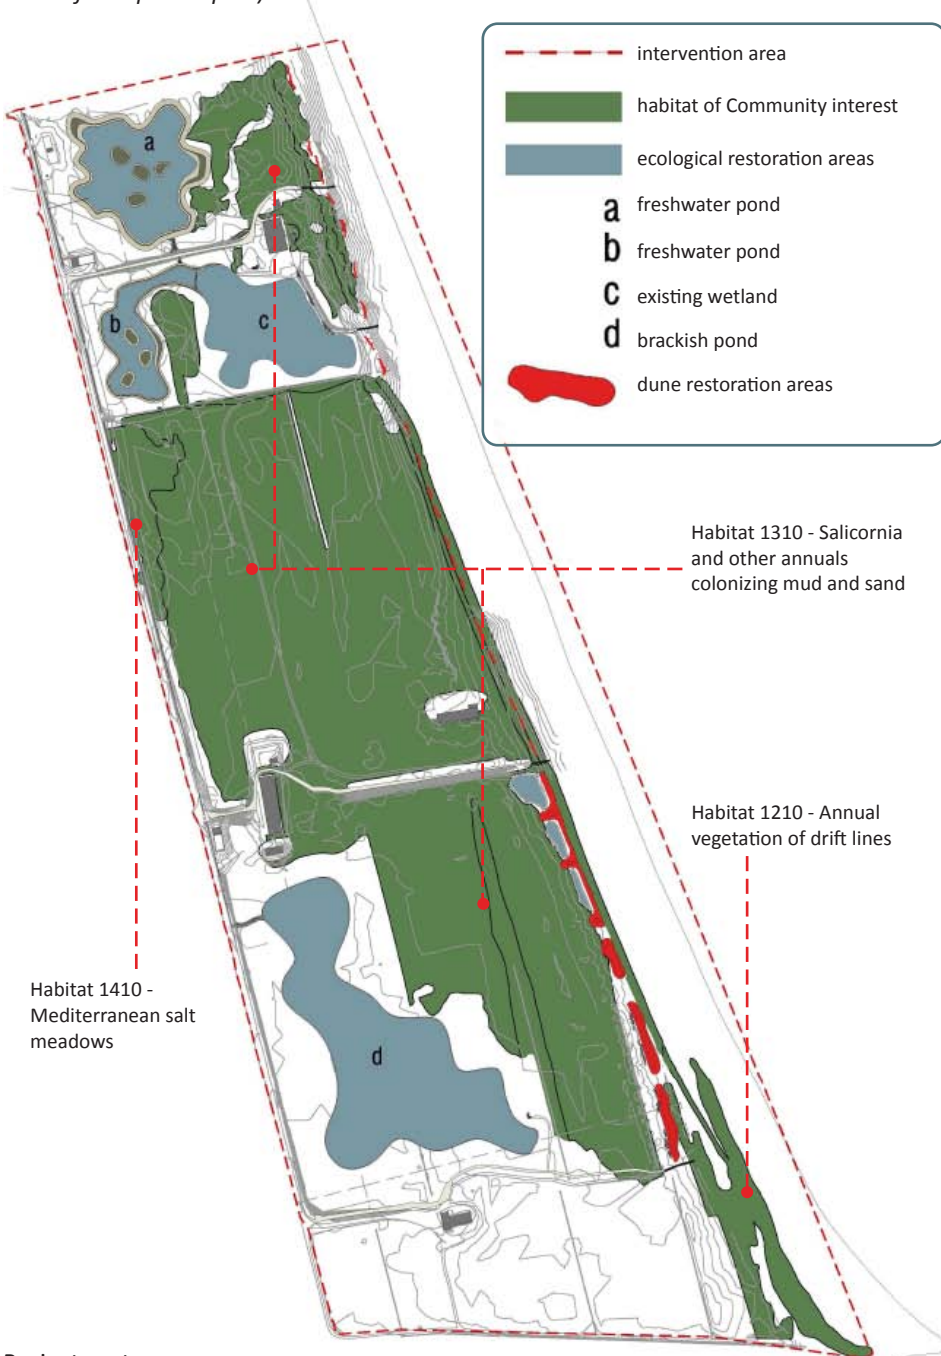 intervention area
habitat of Community interest
ecological restoration areas
a freshwater pond
b freshwater pond
c existing wetland
d brackish pond
dune restoration areas
a
b
c
Habitat 1310 - Salicornia
and other annuals
colonizing mud and sand
Habitat 1210 - Annual
vegetation of drift lines
Habitat 1410 -
Mediterranean salt
meadows
d